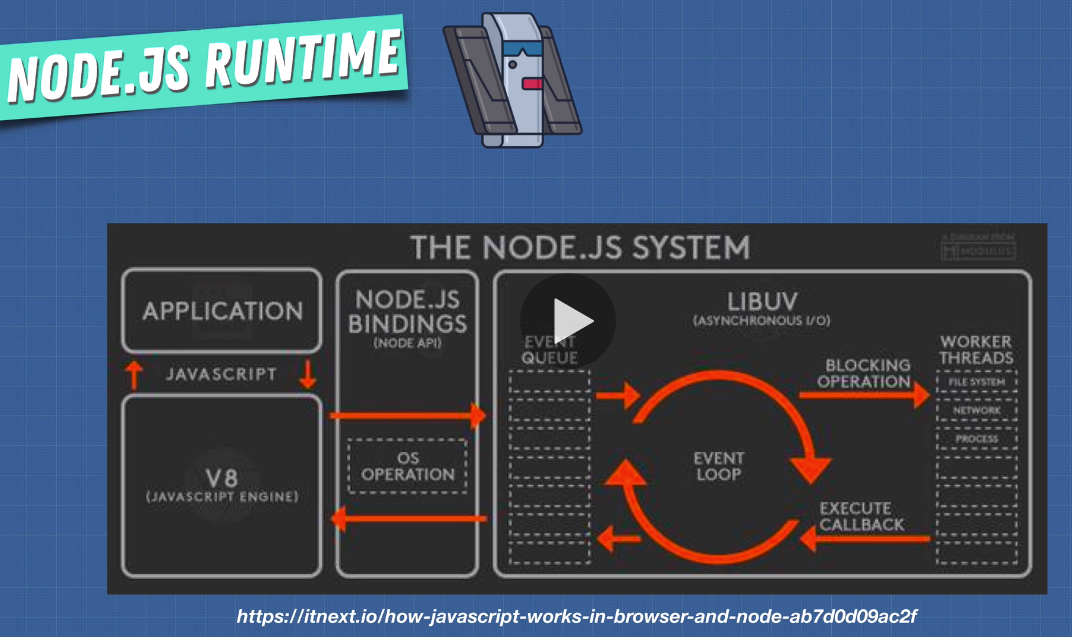 NODE.JS RUNTIME
THE NODE.JS SYSTEM
A DIAGRAM FROM
MODULUS
APPLICATION
JAVASCRIPT
V8
(JAVASCRIPT ENGINE)
NODE.JS
BINDINGS
(NODE API)
OS
OPERATION
LIBUV
(ASYNCHRONOUS I/O)
EVENT
QUEUE
EVENT
LOOP
BLOCKING
OPERATION
EXECUTE
CALLBACK
WORKER
THREADS
FILE SYSTEM
NETWORK
PROCESS
https://itnext.io/how-javascript-works-in-browser-and-node-ab7d0d09ac2f